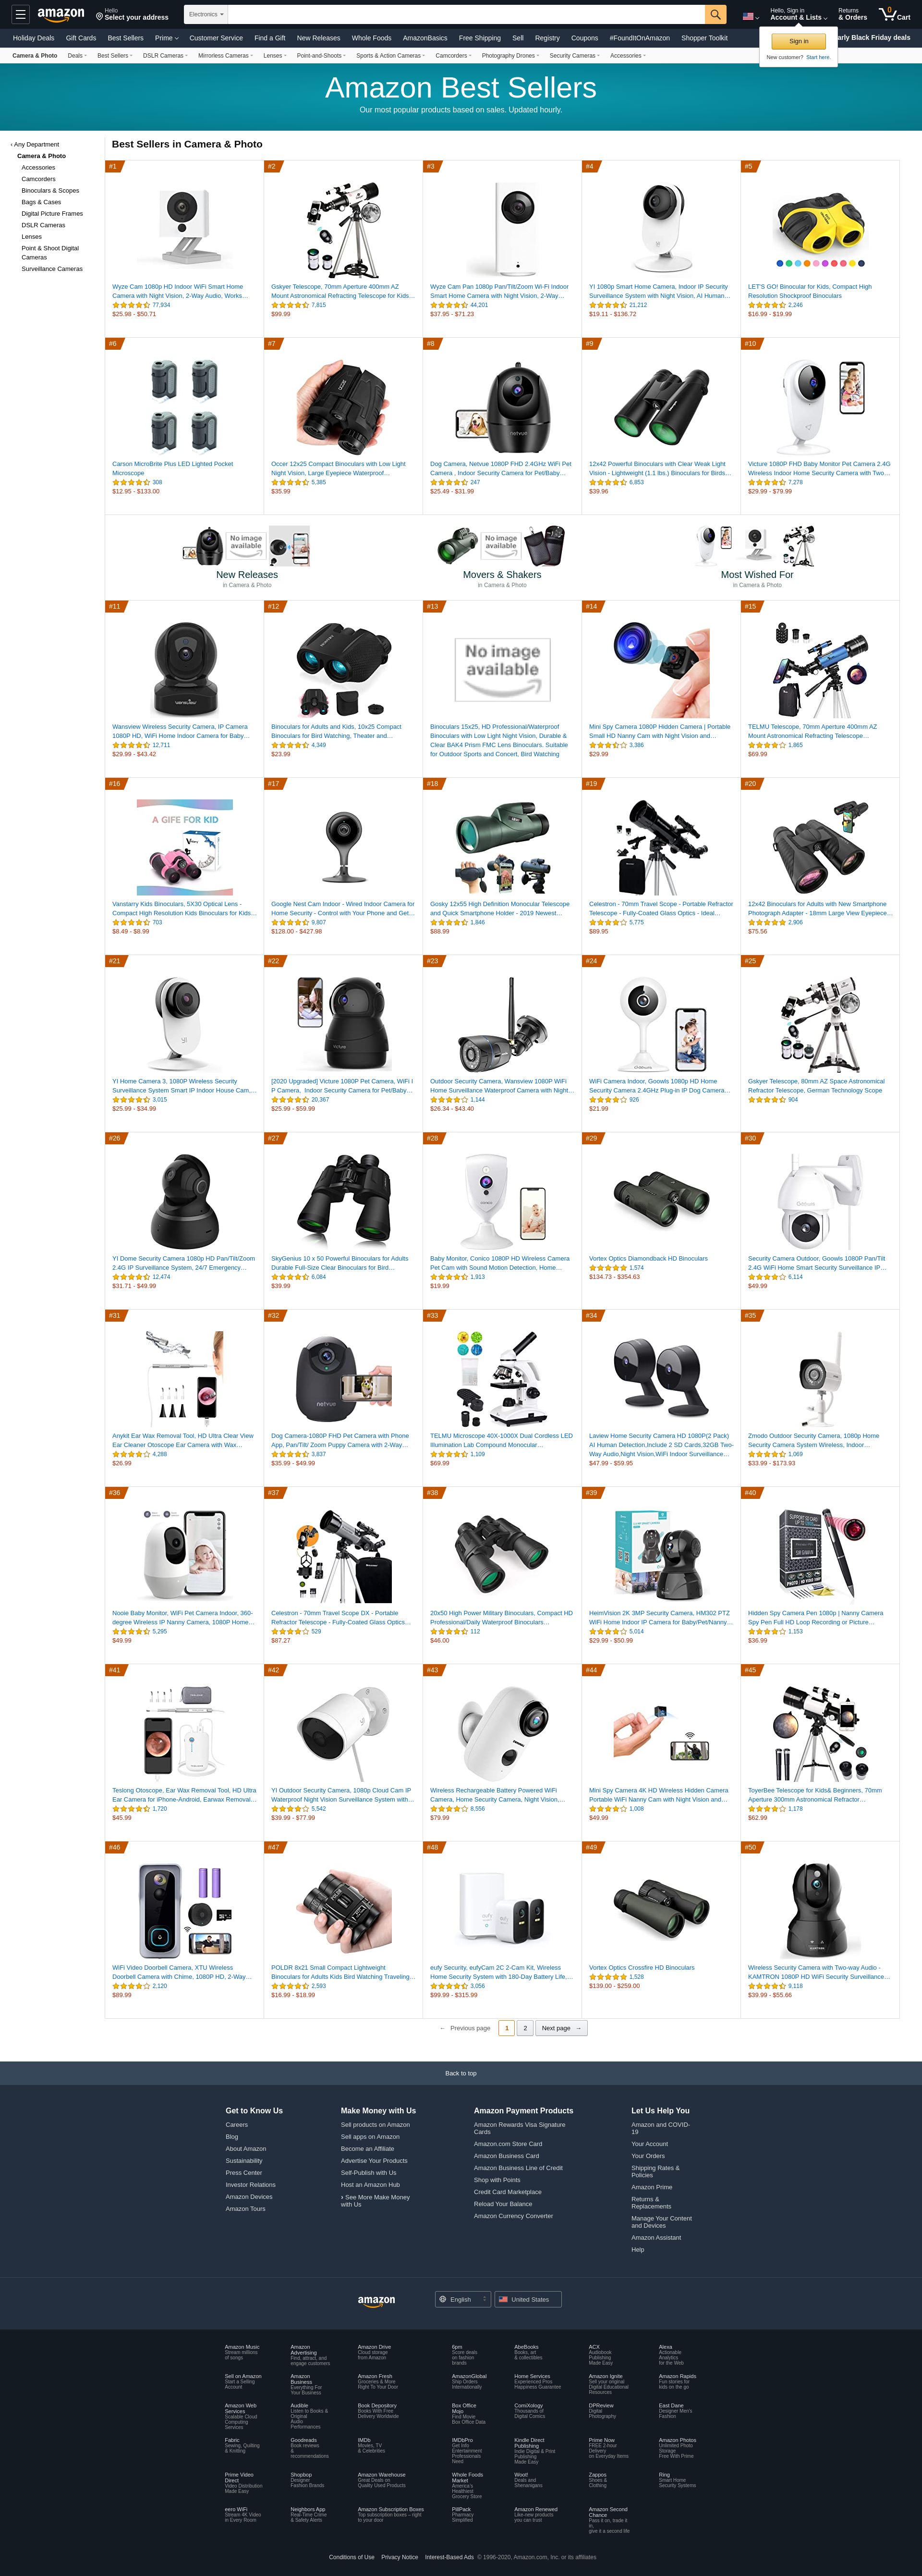 Hello
Select your address
amazon
Electronics
Hello, Sign in
Account & Lists
Returns
& Orders
0
Cart
Holiday Deals
Gift Cards
Best Sellers
Prime
Customer Service
Find a Gift
New Releases
Whole Foods
AmazonBasics
Free Shipping
Sell
Registry
Coupons
#FoundItOnAmazon
Shopper Toolkit
arly Black Friday deals
Sign in
New customer? Start here.
Camera & Photo
Deals
Best Sellers
DSLR Cameras
Mirrorless Cameras
Lenses
Point-and-Shoots
Sports & Action Cameras
Camcorders
Photography Drones
Security Cameras
Accessories
Amazon Best Sellers
Our most popular products based on sales. Updated hourly.
‹ Any Department
Camera & Photo
Accessories
Camcorders
Binoculars & Scopes
Bags & Cases
Digital Picture Frames
DSLR Cameras
Lenses
Point & Shoot Digital
Cameras
Surveillance Cameras
Best Sellers in Camera & Photo
#1
Wyze Cam 1080p HD Indoor WiFi Smart Home
Camera with Night Vision, 2-Way Audio, Works…
77,934
$25.98 - $50.71
#2
Gskyer Telescope, 70mm Aperture 400mm AZ
Mount Astronomical Refracting Telescope for Kids…
7,815
$99.99
#3
Wyze Cam Pan 1080p Pan/Tilt/Zoom Wi-Fi Indoor
Smart Home Camera with Night Vision, 2-Way…
44,201
$37.95 - $71.23
#4
YI 1080p Smart Home Camera, Indoor IP Security
Surveillance System with Night Vision, AI Human…
21,212
$19.11 - $136.72
#5
LET'S GO! Binocular for Kids, Compact High
Resolution Shockproof Binoculars
2,246
$16.99 - $19.99
#6
Carson MicroBrite Plus LED Lighted Pocket
Microscope
308
$12.95 - $133.00
#7
Occer 12x25 Compact Binoculars with Low Light
Night Vision, Large Eyepiece Waterproof…
5,385
$35.99
#8
Dog Camera, Netvue 1080P FHD 2.4GHz WiFi Pet
Camera , Indoor Security Camera for Pet/Baby…
247
$25.49 - $31.99
#9
12x42 Powerful Binoculars with Clear Weak Light
Vision - Lightweight (1.1 lbs.) Binoculars for Birds…
6,853
$39.96
#10
Victure 1080P FHD Baby Monitor Pet Camera 2.4G
Wireless Indoor Home Security Camera with Two…
7,278
$29.99 - $79.99
No image
available
New Releases
in Camera & Photo
No image
available
Movers & Shakers
in Camera & Photo
Most Wished For
in Camera & Photo
#11
Wansview Wireless Security Camera, IP Camera
1080P HD, WiFi Home Indoor Camera for Baby…
12,711
$29.99 - $43.42
#12
Binoculars for Adults and Kids, 10x25 Compact
Binoculars for Bird Watching, Theater and…
4,349
$23.99
#13
No image
available
Binoculars 15x25, HD Professional/Waterproof
Binoculars with Low Light Night Vision, Durable &
Clear BAK4 Prism FMC Lens Binoculars. Suitable
for Outdoor Sports and Concert, Bird Watching
#14
Mini Spy Camera 1080P Hidden Camera | Portable
Small HD Nanny Cam with Night Vision and…
3,386
$29.99
#15
TELMU Telescope, 70mm Aperture 400mm AZ
Mount Astronomical Refracting Telescope…
1,865
$69.99
#16
A GIFE FOR KID
Vanstarry Kids Binoculars, 5X30 Optical Lens -
Compact High Resolution Kids Binoculars for Kids…
703
$8.49 - $8.99
#17
Google Nest Cam Indoor - Wired Indoor Camera for
Home Security - Control with Your Phone and Get…
9,807
$128.00 - $427.98
#18
Gosky 12x55 High Definition Monocular Telescope
and Quick Smartphone Holder - 2019 Newest…
1,846
$88.99
#19
Celestron - 70mm Travel Scope - Portable Refractor
Telescope - Fully-Coated Glass Optics - Ideal…
5,775
$89.95
#20
12x42 Binoculars for Adults with New Smartphone
Photograph Adapter - 18mm Large View Eyepiece…
2,906
$75.56
#21
YI Home Camera 3, 1080P Wireless Security
Surveillance System Smart IP Indoor House Cam,…
3,015
$25.99 - $34.99
#22
[2020 Upgraded] Victure 1080P Pet Camera, WiFi I
P Camera, Indoor Security Camera for Pet/Baby…
20,367
$25.99 - $59.99
#23
Outdoor Security Camera, Wansview 1080P WiFi
Home Surveillance Waterproof Camera with Night…
1,144
$26.34 - $43.40
#24
WiFi Camera Indoor, Goowls 1080p HD Home
Security Camera 2.4GHz Plug-in IP Dog Camera…
926
$21.99
#25
Gskyer Telescope, 80mm AZ Space Astronomical
Refractor Telescope, German Technology Scope
904
#26
YI Dome Security Camera 1080p HD Pan/Tilt/Zoom
2.4G IP Surveillance System, 24/7 Emergency…
12,474
$31.71 - $49.99
#27
SkyGenius 10 x 50 Powerful Binoculars for Adults
Durable Full-Size Clear Binoculars for Bird…
6,084
$39.99
#28
Baby Monitor, Conico 1080P HD Wireless Camera
Pet Cam with Sound Motion Detection, Home…
1,913
$19.99
#29
Vortex Optics Diamondback HD Binoculars
1,574
$134.73 - $354.63
#30
Security Camera Outdoor, Goowls 1080P Pan/Tilt
2.4G WiFi Home Smart Security Surveillance IP…
6,114
$49.99
#31
Anykit Ear Wax Removal Tool, HD Ultra Clear View
Ear Cleaner Otoscope Ear Camera with Wax…
4,288
$26.99
#32
netvue
Dog Camera-1080P FHD Pet Camera with Phone
App, Pan/Tilt/ Zoom Puppy Camera with 2-Way…
3,837
$35.99 - $49.99
#33
TELMU Microscope 40X-1000X Dual Cordless LED
Illumination Lab Compound Monocular…
1,109
$69.99
#34
Laview Home Security Camera HD 1080P(2 Pack)
AI Human Detection,Include 2 SD Cards,32GB Two-
Way Audio,Night Vision,WiFi Indoor Surveillance…
$47.99 - $59.95
#35
Zmodo Outdoor Security Camera, 1080p Home
Security Camera System Wireless, Indoor…
1,069
$33.99 - $173.93
#36
Nooie Baby Monitor, WiFi Pet Camera Indoor, 360-
degree Wireless IP Nanny Camera, 1080P Home…
5,295
$49.99
#37
Celestron - 70mm Travel Scope DX - Portable
Refractor Telescope - Fully-Coated Glass Optics…
529
$87.27
#38
20x50 High Power Military Binoculars, Compact HD
Professional/Daily Waterproof Binoculars…
112
$46.00
#39
HeimVision 2K 3MP Security Camera, HM302 PTZ
WiFi Home Indoor IP Camera for Baby/Pet/Nanny…
5,014
$29.99 - $50.99
#40
Hidden Spy Camera Pen 1080p | Nanny Camera
Spy Pen Full HD Loop Recording or Picture…
1,153
$36.99
#41
Teslong Otoscope, Ear Wax Removal Tool, HD Ultra
Ear Camera for iPhone-Android, Earwax Removal…
1,720
$45.99
#42
YI Outdoor Security Camera, 1080p Cloud Cam IP
Waterproof Night Vision Surveillance System with…
5,542
$39.99 - $77.99
#43
Wireless Rechargeable Battery Powered WiFi
Camera, Home Security Camera, Night Vision,…
8,556
$79.99
#44
Mini Spy Camera 4K HD Wireless Hidden Camera
Portable WiFi Nanny Cam with Night Vision and…
1,008
$49.99
#45
ToyerBee Telescope for Kids& Beginners, 70mm
Aperture 300mm Astronomical Refractor…
1,178
$62.99
#46
WiFi Video Doorbell Camera, XTU Wireless
Doorbell Camera with Chime, 1080P HD, 2-Way…
2,120
$89.99
#47
POLDR 8x21 Small Compact Lightweight
Binoculars for Adults Kids Bird Watching Traveling…
2,593
$16.99 - $18.99
#48
eufy Security, eufyCam 2C 2-Cam Kit, Wireless
Home Security System with 180-Day Battery Life,…
3,056
$99.99 - $315.99
#49
Vortex Optics Crossfire HD Binoculars
1,528
$139.00 - $259.00
#50
Wireless Security Camera with Two-way Audio -
KAMTRON 1080P HD WiFi Security Surveillance…
9,118
$39.99 - $55.66
← Previous page
1
2
Next page →
Back to top
Get to Know Us
Careers
Blog
About Amazon
Sustainability
Press Center
Investor Relations
Amazon Devices
Amazon Tours
Make Money with Us
Sell products on Amazon
Sell apps on Amazon
Become an Affiliate
Advertise Your Products
Self-Publish with Us
Host an Amazon Hub
› See More Make Money
with Us
Amazon Payment Products
Amazon Rewards Visa Signature
Cards
Amazon.com Store Card
Amazon Business Card
Amazon Business Line of Credit
Shop with Points
Credit Card Marketplace
Reload Your Balance
Amazon Currency Converter
Let Us Help You
Amazon and COVID-
19
Your Account
Your Orders
Shipping Rates &
Policies
Amazon Prime
Returns &
Replacements
Manage Your Content
and Devices
Amazon Assistant
Help
amazon
English
United States
Amazon Music
Stream millions
of songs
Amazon
Advertising
Find, attract, and
engage customers
Amazon Drive
Cloud storage
from Amazon
6pm
Score deals
on fashion
brands
AbeBooks
Books, art
& collectibles
ACX
Audiobook
Publishing
Made Easy
Alexa
Actionable
Analytics
for the Web
Sell on Amazon
Start a Selling
Account
Amazon
Business
Everything For
Your Business
Amazon Fresh
Groceries & More
Right To Your Door
AmazonGlobal
Ship Orders
Internationally
Home Services
Experienced Pros
Happiness Guarantee
Amazon Ignite
Sell your original
Digital Educational
Resources
Amazon Rapids
Fun stories for
kids on the go
Amazon Web
Services
Scalable Cloud
Computing
Services
Audible
Listen to Books &
Original
Audio
Performances
Book Depository
Books With Free
Delivery Worldwide
Box Office
Mojo
Find Movie
Box Office Data
ComiXology
Thousands of
Digital Comics
DPReview
Digital
Photography
East Dane
Designer Men's
Fashion
Fabric
Sewing, Quilting
& Knitting
Goodreads
Book reviews
&
recommendations
IMDb
Movies, TV
& Celebrities
IMDbPro
Get Info
Entertainment
Professionals
Need
Kindle Direct
Publishing
Indie Digital & Print
Publishing
Made Easy
Prime Now
FREE 2-hour
Delivery
on Everyday Items
Amazon Photos
Unlimited Photo
Storage
Free With Prime
Prime Video
Direct
Video Distribution
Made Easy
Shopbop
Designer
Fashion Brands
Amazon Warehouse
Great Deals on
Quality Used Products
Whole Foods
Market
America's
Healthiest
Grocery Store
Woot!
Deals and
Shenanigans
Zappos
Shoes &
Clothing
Ring
Smart Home
Security Systems
eero WiFi
Stream 4K Video
in Every Room
Neighbors App
Real-Time Crime
& Safety Alerts
Amazon Subscription Boxes
Top subscription boxes – right
to your door
PillPack
Pharmacy
Simplified
Amazon Renewed
Like-new products
you can trust
Amazon Second
Chance
Pass it on, trade it
in,
give it a second life
Conditions of Use
Privacy Notice
Interest-Based Ads
© 1996-2020, Amazon.com, Inc. or its affiliates